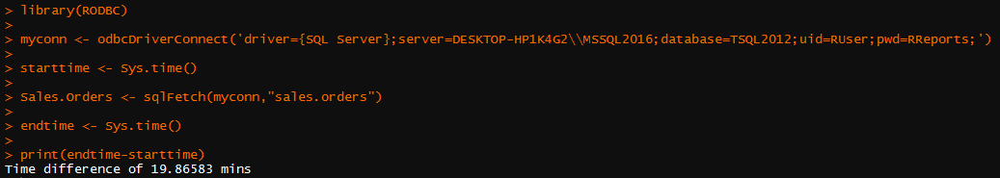 > library(RODBC)
>
> myconn <- odbcDriverConnect('driver={SQL Server};server=DESKTOP-HP1K4G2\\MSSQL2016;database=TSQL2012;uid=RUser;pwd=RReports;')
>
> starttime <- Sys.time()
>
> Sales.Orders <- sqlFetch(myconn,"sales.orders")
>
> endtime <- Sys.time()
>
> print(endtime-starttime)
Time difference of 19.86583 mins